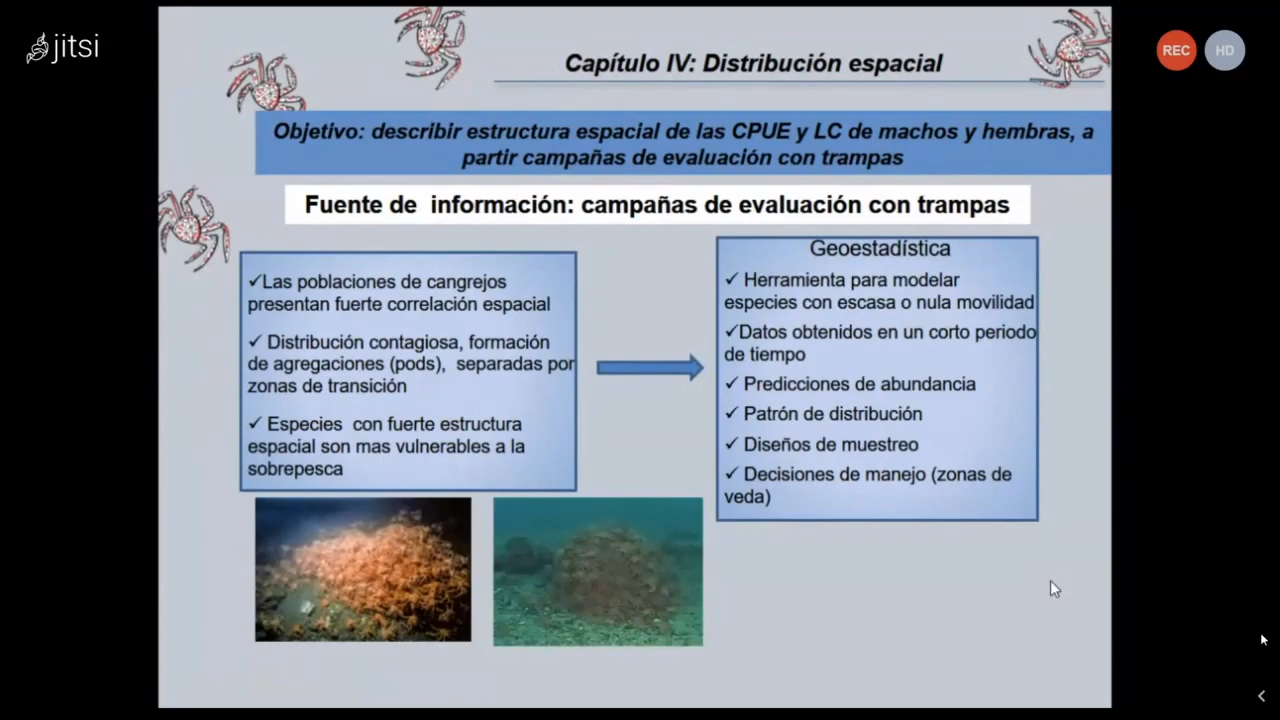 jitsi
REC
HD
Capítulo IV: Distribución espacial
Objetivo: describir estructura espacial de las CPUE y LC de machos y hembras, a
partir campañas de evaluación con trampas
Fuente de información: campañas de evaluación con trampas
✓Las poblaciones de cangrejos
presentan fuerte correlación espacial
✓ Distribución contagiosa, formación
de agregaciones (pods), separadas por
zonas de transición
✓ Especies con fuerte estructura
espacial son mas vulnerables a la
sobrepesca
Geoestadística
✓ Herramienta para modelar
especies con escasa o nula movilidad
✓Datos obtenidos en un corto periodo
de tiempo
✓ Predicciones de abundancia
✓ Patrón de distribución
✓ Diseños de muestreo
✓ Decisiones de manejo (zonas de
veda)